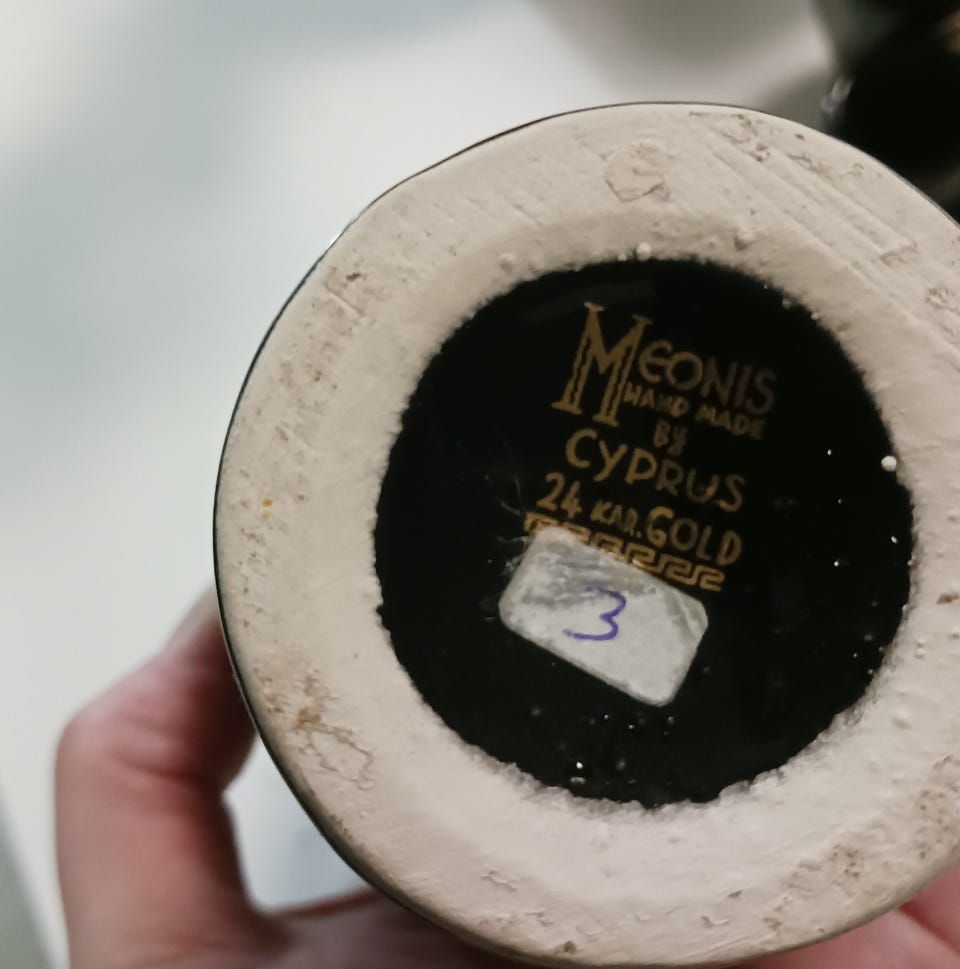 MEONIS
HAND MADE
By
CyPRUS
24 KAR. GOLD
3